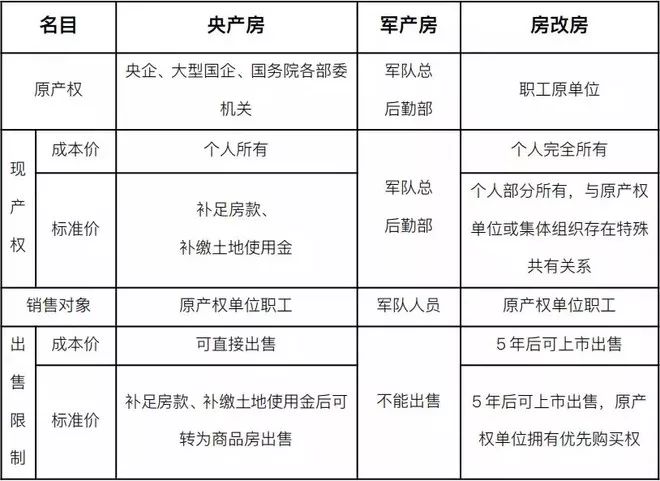 名目 央产房 军产房 房改房
原产权 央企、大型国企、国务院各部委
机关 军队总
后勤部 职工原单位
现产权 成本价 个人所有 军队总
后勤部 个人完全所有
标准价 补足房款、
补缴土地使用金 个人部分所有，与原产权
单位或集体组织存在特殊
共有关系
销售对象 原产权单位职工 军队人员 原产权单位职工
出售限制 成本价 可直接出售 不能出售 5年后可上市出售
标准价 补足房款、补缴土地使用金后可
转为商品房出售 5年后可上市出售，原产
权单位拥有优先购买权